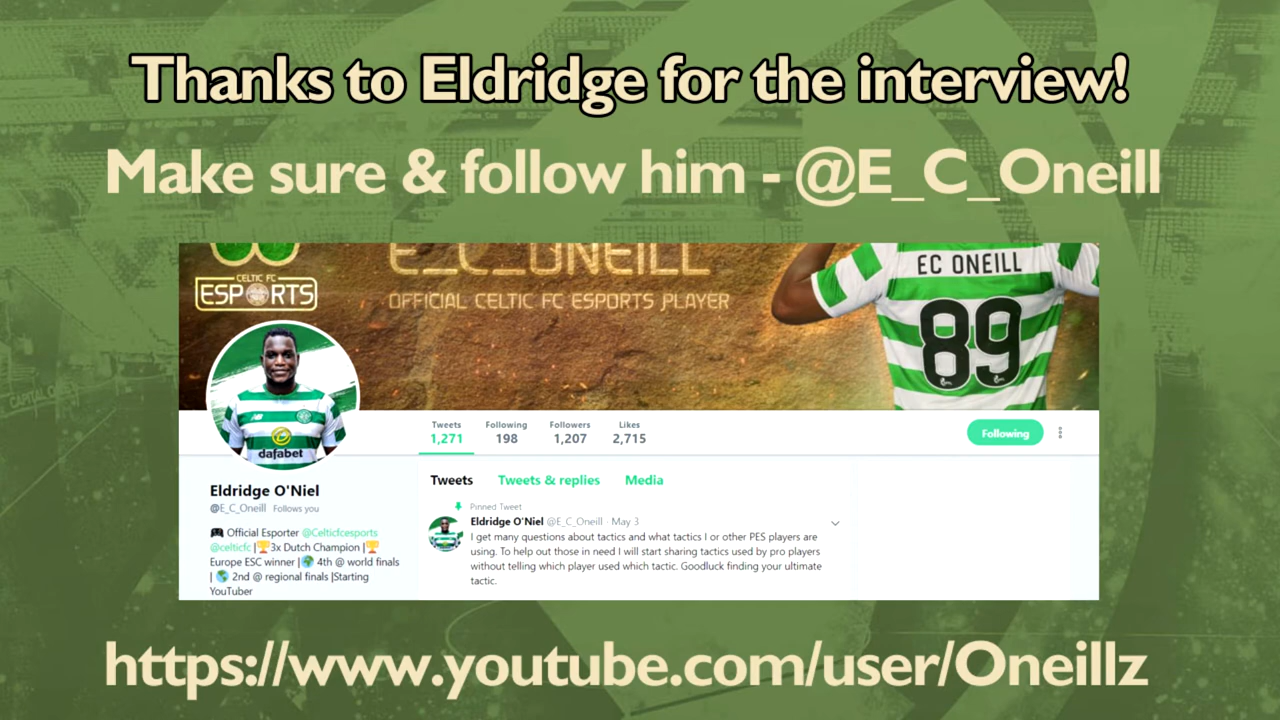 Thanks to Eldridge for the interview!
Make sure & follow him - @E_C_Oneill
E_C_ONEILL
OFFICIAL CELTIC FC ESPORTS PLAYER
CELTIC FC
ESPORTS
EC ONEILL
89
dafabet
Tweets Following Followers Likes
1,271 198 1,207 2,715
Following
Tweets Tweets & replies Media
Eldridge O'Niel
@E_C_Oneill Follows you
Official Esporter @Celticfcesports
@celticfc | 3x Dutch Champion |
Europe ESC winner | 4th @ world finals
| 2nd @ regional finals |Starting
YouTuber
Pinned Tweet
Eldridge O'Niel @E_C_Oneill · May 3
I get many questions about tactics and what tactics I or other PES players are
using. To help out those in need I will start sharing tactics used by pro players
without telling which player used which tactic. Goodluck finding your ultimate
tactic.
https://www.youtube.com/user/Oneillz